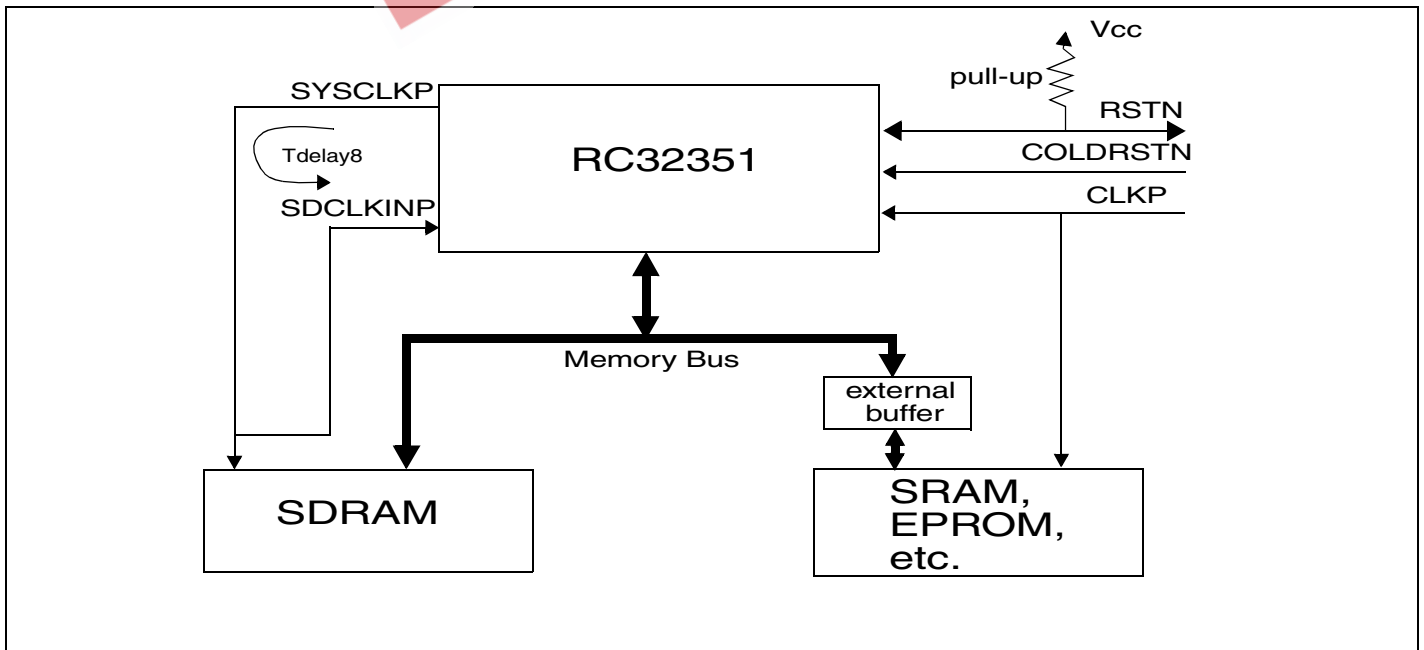 Vcc
pull-up
SYSCLKP
RSTN
Tdelay8
RC32351
COLDRSTN
SDCLKINP
CLKP
Memory Bus
external
buffer
SDRAM
SRAM,
EPROM,
etc.